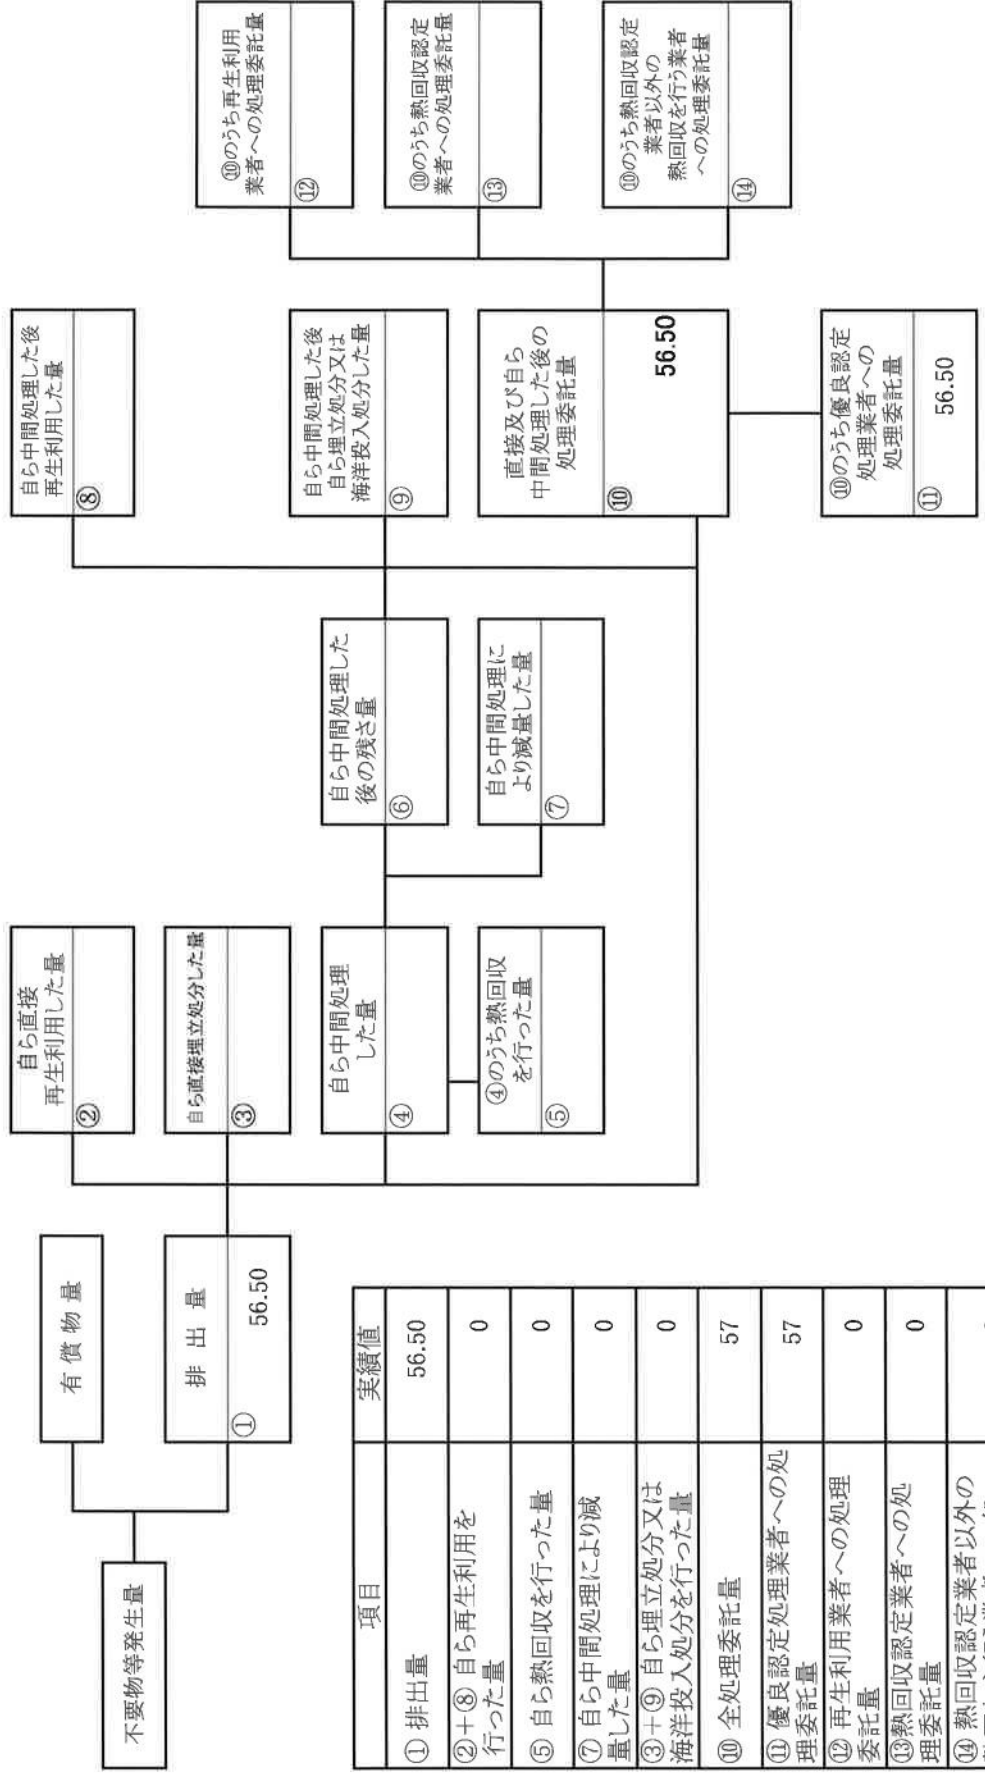 不要物等発生量
有償物量
排出量
①
56.50
自ら直接
再生利用した量
②
自ら直接埋立処分した量
③
自ら中間処理
した量
④
④のうち熱回収
を行った量
⑤
自ら中間処理した
後の残さ量
⑥
自ら中間処理に
より減量した量
⑦
自ら中間処理した後
再生利用した量
⑧
自ら中間処理した後
自ら埋立処分又は
海洋投入処分した量
⑨
直接及び自ら
中間処理した後の
処理委託量
⑩
56.50
⑩のうち優良認定
処理業者への
処理委託量
⑪
56.50
⑩のうち再生利用
業者への処理委託量
⑫
⑩のうち熱回収認定
業者への処理委託量
⑬
⑩のうち熱回収認定
業者以外の
熱回収を行う業者
への処理委託量
⑭
項目 実績値
①排出量 56.50
②+⑧ 自ら再生利用を
行った量 0
⑤ 自ら熱回収を行った量 0
⑦ 自ら中間処理により減
量した量 0
③+⑨ 自ら埋立処分又は
海洋投入処分を行った量 0
⑩ 全処理委託量 57
⑪ 優良認定処理業者への処
理委託量 57
⑫ 再生利用業者への処理
委託量 0
⑬熱回収認定業者への処
理委託量 0
⑭ 熱回収認定業者以外の